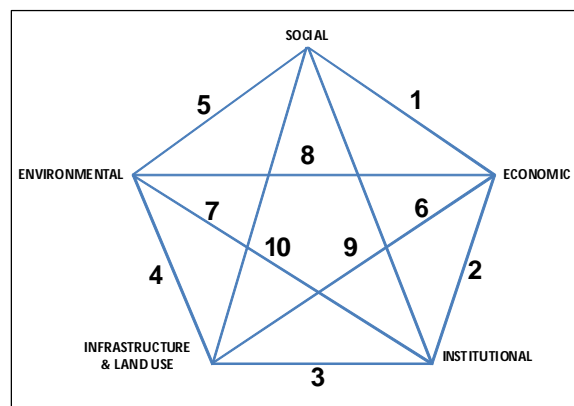 SOCIAL
5
1
8
ENVIRONMENTAL
ECONOMIC
7
6
10
9
4
2
INFRASTRUCTURE
& LAND USE
INSTITUTIONAL
3